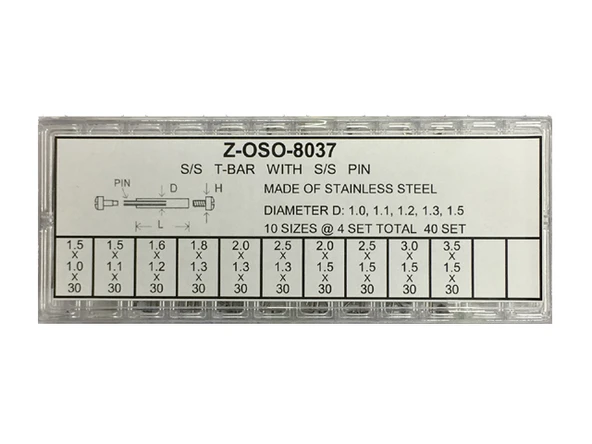 Z-OSO-8037
S/S T-BAR WITH S/S PIN
PIN D H
MADE OF STAINLESS STEEL
L
DIAMETER D: 1.0, 1.1, 1.2, 1.3, 1.5
10 SIZES @ 4 SET TOTAL 40 SET
1.5 1.5 1.6 1.8 2.0 2.5 2.0 2.5 3.0 3.5
X X X X X X X X X X
1.0 1.1 1.2 1.3 1.3 1.3 1.5 1.5 1.5 1.5
X X X X X X X X X X
30 30 30 30 30 30 30 30 30 30